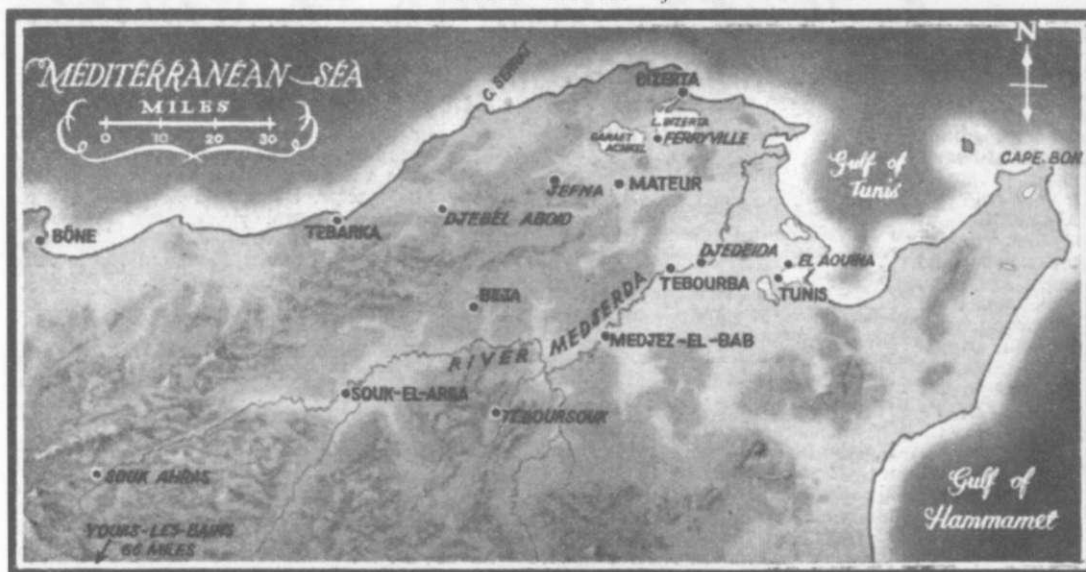 MEDITERRANEAN SEA
MILES
0 10 20 30
N
C. SERRAT
BIZERTA
L. BIZERTA
GARAET
ACHKEL
FERRYVILLE
Gulf of
Tunis
CAPE BON
JEFNA
MATEUR
DJEBEL ABOID
TEBARKA
BÔNE
DJEDEIDA
EL AOUINA
TEBOURBA
TUNIS
BEJA
RIVER MEDJERDA
MEDJEZ-EL-BAB
SOUK-EL-ARBA
TEBOURSOUK
SOUK AHRAS
Gulf of
Hammamet
YOUKS-LES-BAINS
66 MILES